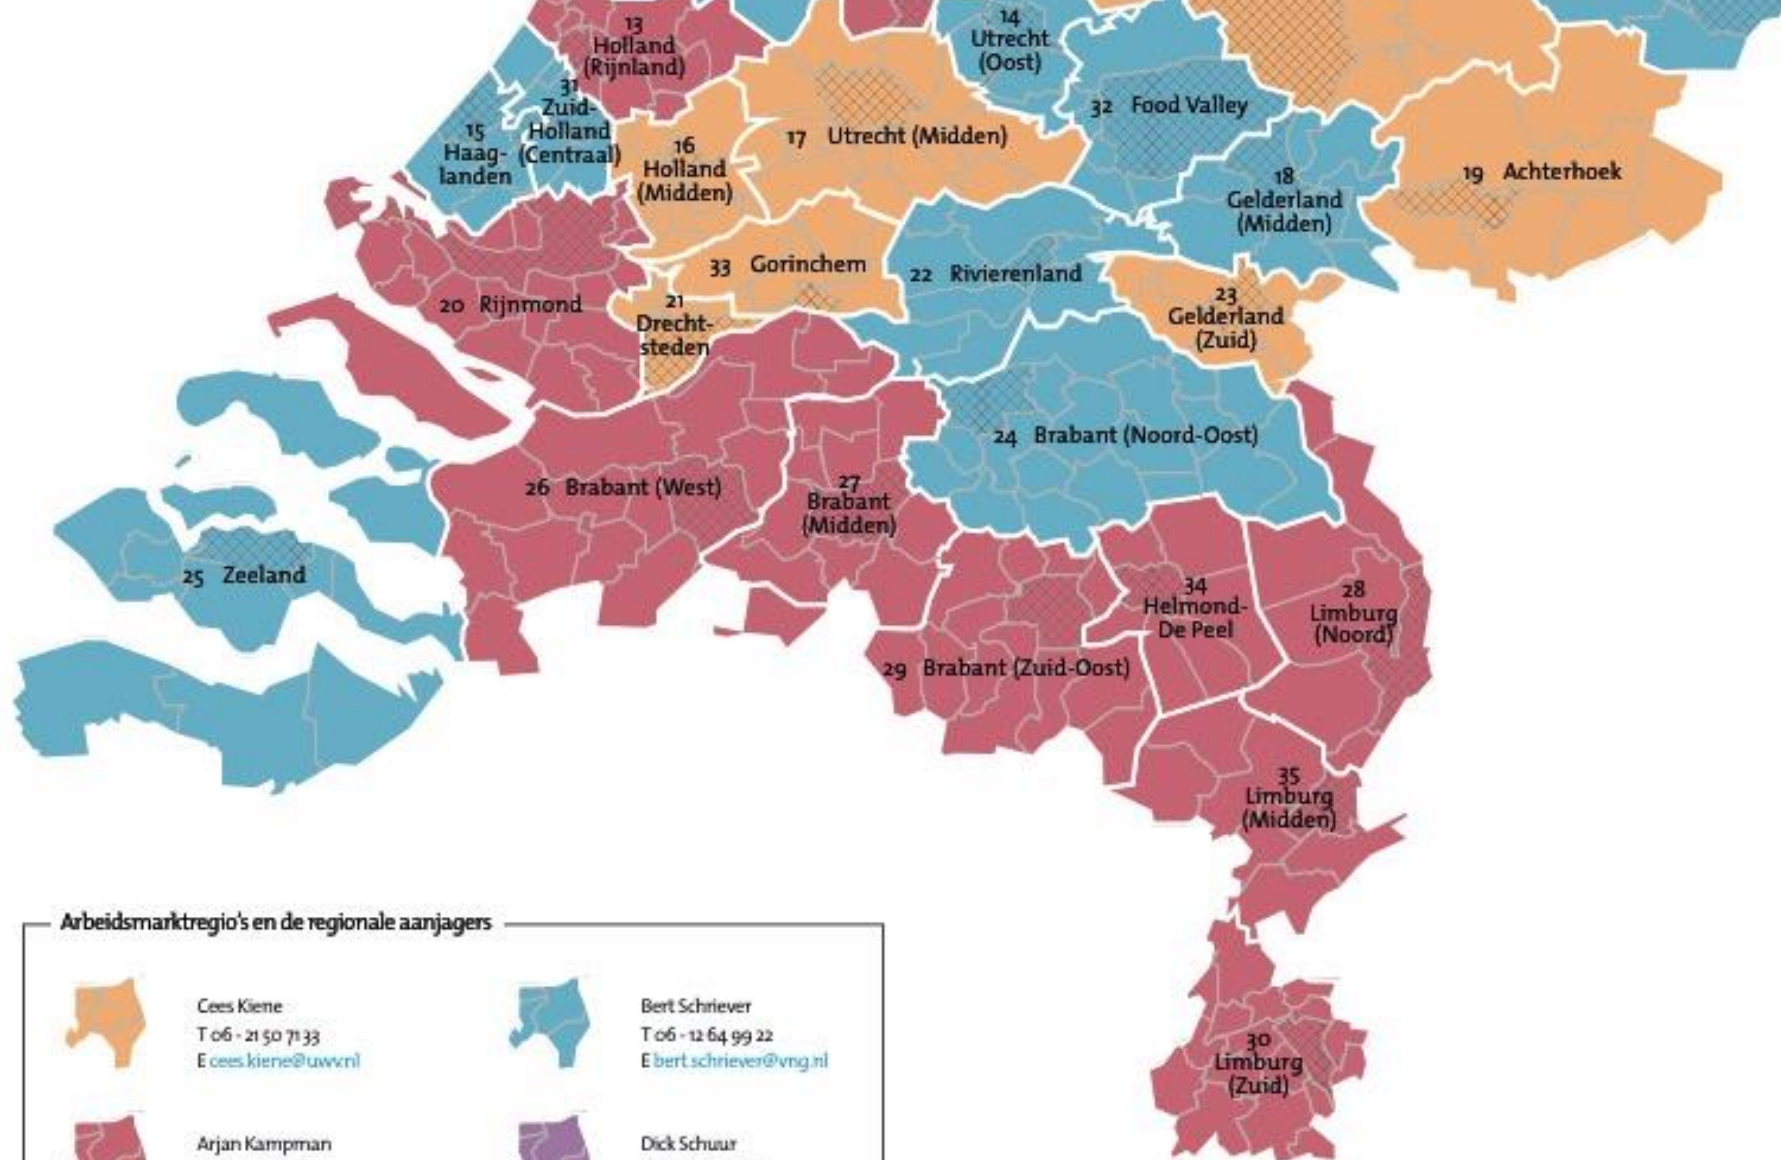 13
Holland
(Rijnland)
14
Utrecht
(Oost)
31
Zuid-
Holland
(Centraal)
32 Food Valley
15
Haag-
landen
16
Holland
(Midden)
17 Utrecht (Midden)
18
Gelderland
(Midden)
19 Achterhoek
33 Gorinchem
22 Rivierenland
20 Rijnmond
21
Drecht-
steden
23
Gelderland
(Zuid)
24 Brabant (Noord-Oost)
26 Brabant (West)
27
Brabant
(Midden)
25 Zeeland
34
Helmond-
De Peel
28
Limburg
(Noord)
29 Brabant (Zuid-Oost)
35
Limburg
(Midden)
30
Limburg
(Zuid)
Arbeidsmarktregio's en de regionale aanjagers
Cees Kiene
T 06 - 21 50 71 33
E cees.kiene@uwv.nl
Bert Schriever
T 06 - 12 64 99 22
E bert.schriever@vng.nl
Arjan Kampman
Dick Schuur